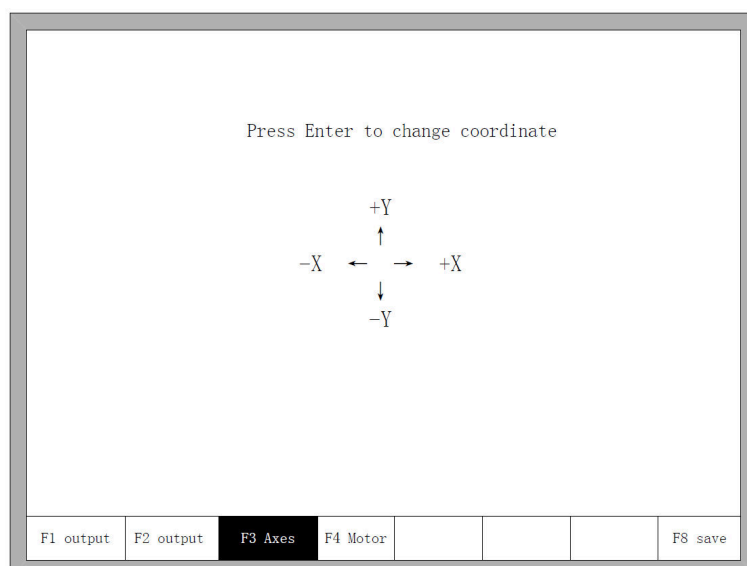 Press Enter to change coordinate
+Y
-X +X
-Y
F1 output F2 output F3 Axes F4 Motor F8 save